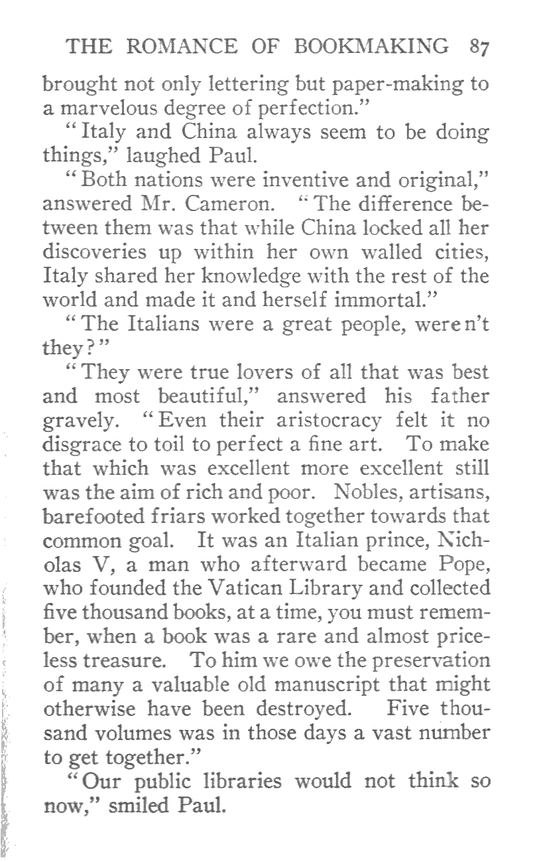 THE ROMANCE OF BOOKMAKING 87
brought not only lettering but paper-making to
a marvelous degree of perfection.”
“Italy and China always seem to be doing
things,” laughed Paul.
“Both nations were inventive and original,”
answered Mr. Cameron. “The difference be-
tween them was that while China locked all her
discoveries up within her own walled cities,
Italy shared her knowledge with the rest of the
world and made it and herself immortal.”
“The Italians were a great people, weren’t
they?”
“They were true lovers of all that was best
and most beautiful,” answered his father
gravely. “Even their aristocracy felt it no
disgrace to toil to perfect a fine art. To make
that which was excellent more excellent still
was the aim of rich and poor. Nobles, artisans,
barefooted friars worked together towards that
common goal. It was an Italian prince, Nich-
olas V, a man who afterward became Pope,
who founded the Vatican Library and collected
five thousand books, at a time, you must remem-
ber, when a book was a rare and almost price-
less treasure. To him we owe the preservation
of many a valuable old manuscript that might
otherwise have been destroyed. Five thou-
sand volumes was in those days a vast number
to get together.”
“Our public libraries would not think so
now,” smiled Paul.